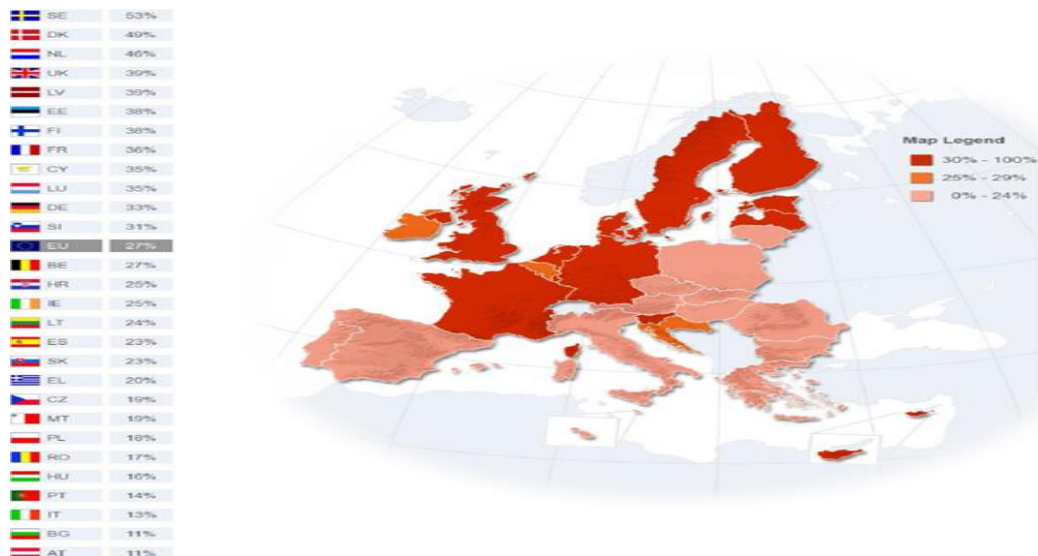 SE 53%
DK 49%
NL 46%
UK 39%
LV 39%
EE 38%
FI 38%
FR 36%
CY 35%
LU 35%
DE 33%
SI 31%
EU 27%
BE 27%
HR 25%
IE 25%
LT 24%
ES 23%
SK 23%
EL 20%
CZ 19%
MT 19%
PL 18%
RO 17%
HU 16%
PT 14%
IT 13%
BG 11%
AT 11%
Map Legend
30% - 100%
25% - 29%
0% - 24%